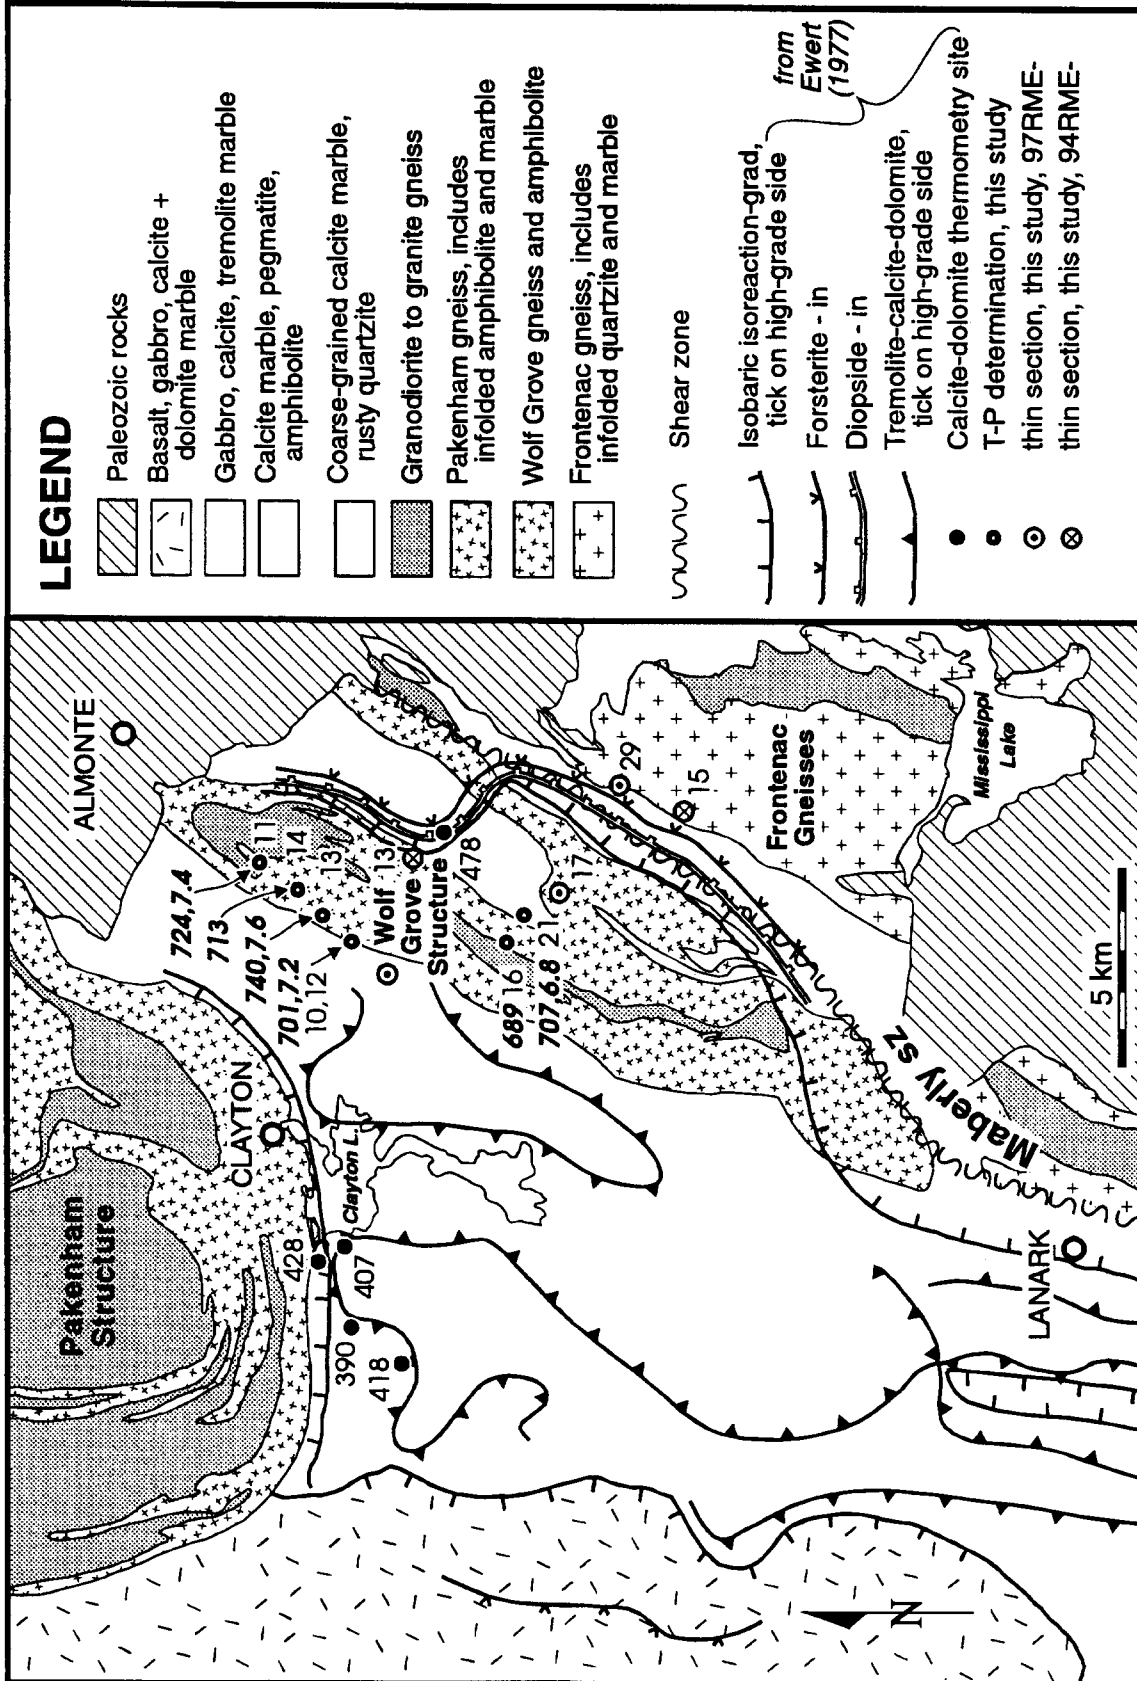 LEGEND
Paleozoic rocks
Basalt, gabbro, calcite +
dolomite marble
Gabbro, calcite, tremolite marble
Calcite marble, pegmatite,
amphibolite
Coarse-grained calcite marble,
rusty quartzite
Granodiorite to granite gneiss
Pakenham gneiss, includes
infolded amphibolite and marble
Wolf Grove gneiss and amphibolite
Frontenac gneiss, includes
infolded quartzite and marble
Shear zone
Isobaric isoreaction-grad,
tick on high-grade side
Forsterite - in
Diopside - in
Tremolite-calcite-dolomite,
tick on high-grade side
from
Ewert
(1977)
Calcite-dolomite thermometry site
T-P determination, this study
thin section, this study, 97RME-
thin section, this study, 94RME-
Pakenham
Structure
CLAYTON
ALMONTE
724,7.4
713
740,7.6
701,7.2
10,12
11
14
13
13
Wolf
Grove
Structure
478
428
Clayton L.
407
390
418
689
16
707,6.8
21
17
29
15
Frontenac
Gneisses
Mississippi
Lake
Maberly sz
LANARK
N
5 km